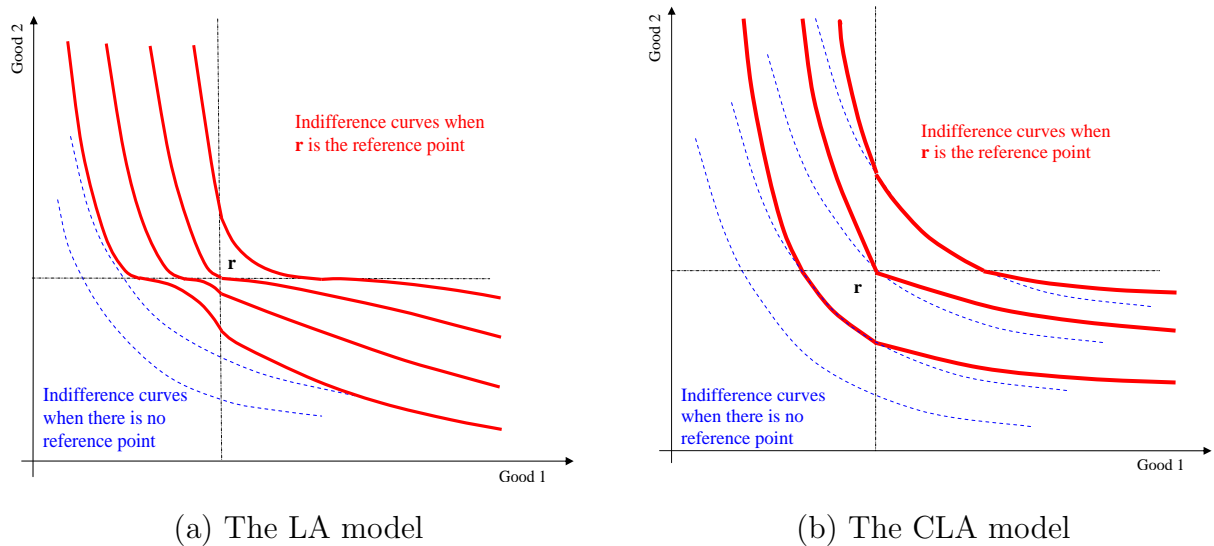 Good 2
Indifference curves when
r is the reference point
r
Indifference curves
when there is no
reference point
Good 1
(a) The LA model
Good 2
Indifference curves when
r is the reference point
r
Indifference curves
when there is no
reference point
Good 1
(b) The CLA model